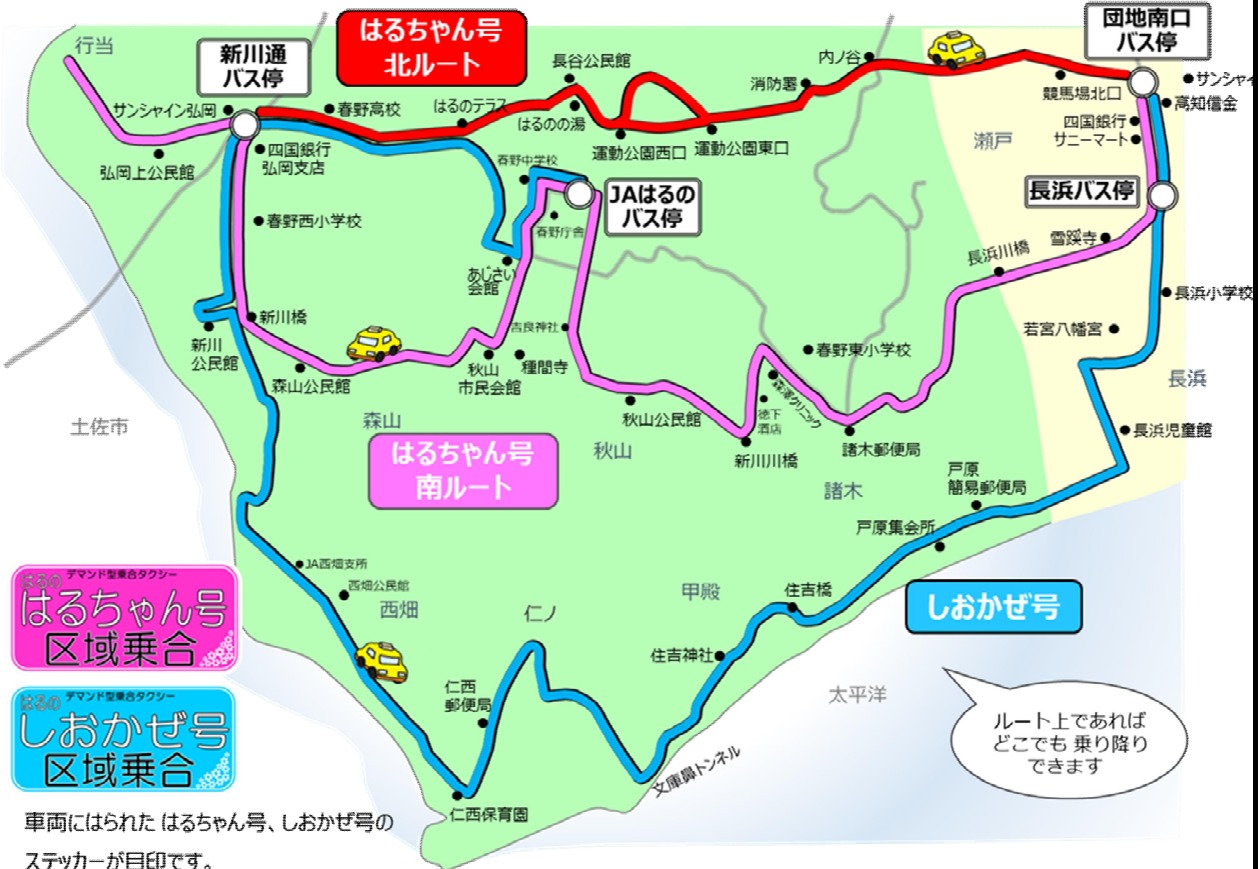 行当
新川通
バス停
はるちゃん号
北ルート
長谷公民館
内ノ谷
消防署
団地南口
バス停
サンシャイ
高知信金
競馬場北口
四国銀行
サニーマート
サンシャイン弘岡
春野高校
はるのテラス
はるのの湯
運動公園西口
運動公園東口
瀬戸
弘岡上公民館
四国銀行
弘岡支店
春野中学校
JAはるの
バス停
長浜バス停
春野西小学校
春野庁舎
雪蹊寺
長浜川橋
あじさい
会館
長浜小学校
新川橋
吉良神社
若宮八幡宮
新川
公民館
春野東小学校
秋山
市民会館
種間寺
森山公民館
森澤クリニック
長浜
徳下
酒店
秋山公民館
土佐市
森山
長浜児童館
はるちゃん号
南ルート
秋山
新川川橋
諸木郵便局
戸原
簡易郵便局
諸木
戸原集会所
JA西畑支所
西畑公民館
西畑
仁ノ
甲殿
住吉橋
しおかぜ号
デマンド型乗合タクシー
はるの
はるちゃん号
区域乗合
住吉神社
仁西
郵便局
太平洋
デマンド型乗合タクシー
はるの
しおかぜ号
区域乗合
ルート上であれば
どこでも 乗り降り
できます
文庫鼻トンネル
仁西保育園
車両にはられた はるちゃん号、しおかぜ号の
ステッカーが目印です。